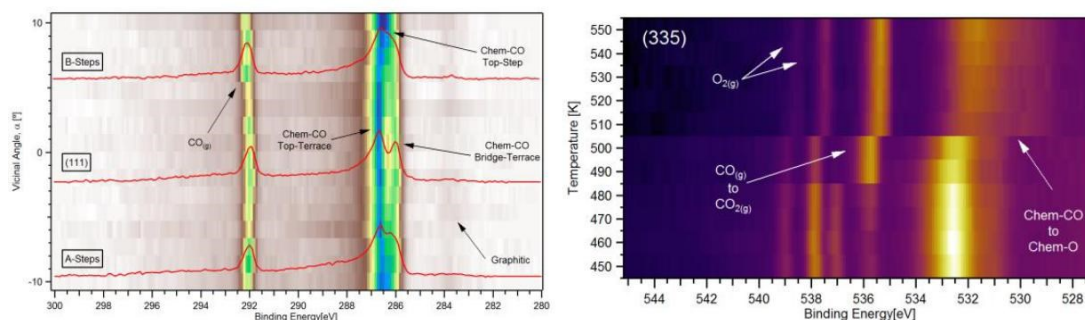 10
0
-10
Vicinal Angle, α [°]
B-Steps
(111)
A-Steps
CO(g)
Chem-CO
Top-Step
Chem-CO
Top-Terrace
Chem-CO
Bridge-Terrace
Graphitic
300 298 296 294 292 290 288 286 284 282 280
Binding Energy[eV]
(335)
550
540
530
520
510
500
490
480
470
460
450
Temperature [K]
O2(g)
CO(g)
to
CO2(g)
Chem-CO
to
Chem-O
544 542 540 538 536 534 532 530 528
Binding Energy[eV]